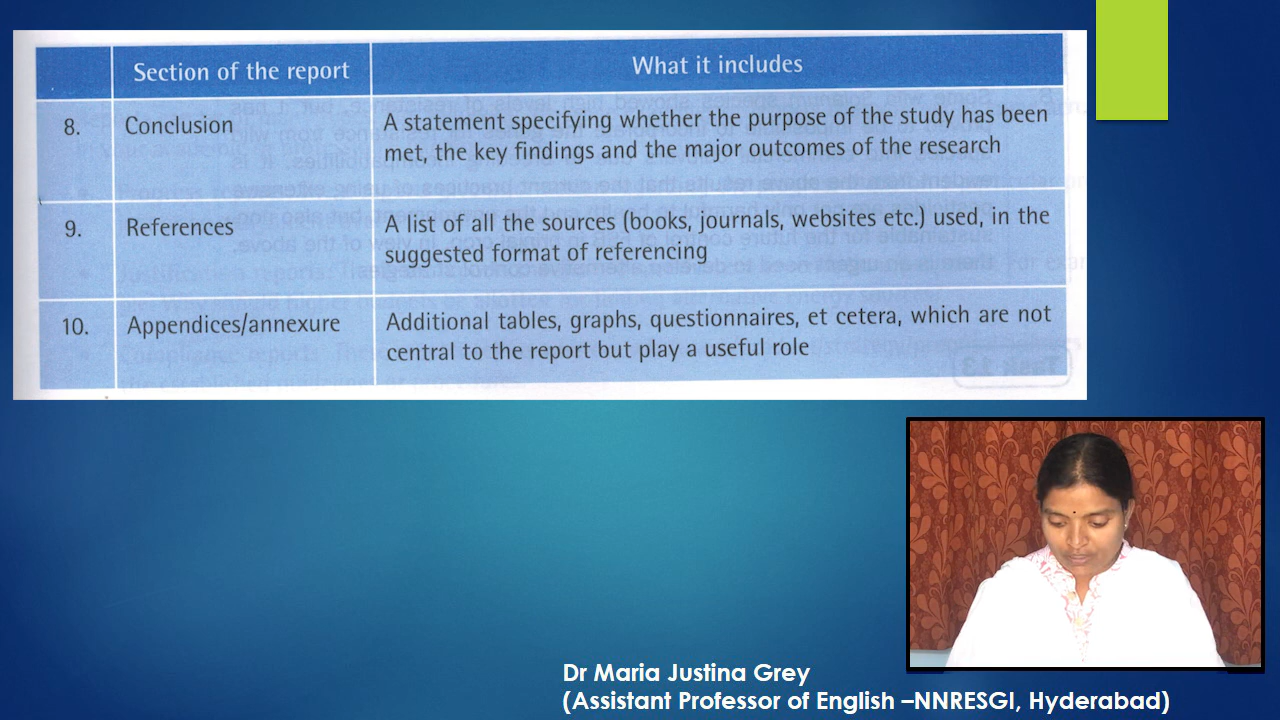 Section of the report What it includes
8. Conclusion A statement specifying whether the purpose of the study has been
met, the key findings and the major outcomes of the research
9. References A list of all the sources (books, journals, websites etc.) used, in the
suggested format of referencing
10. Appendices/annexure Additional tables, graphs, questionnaires, et cetera, which are not
central to the report but play a useful role
Dr Maria Justina Grey
(Assistant Professor of English –NNRESGI, Hyderabad)